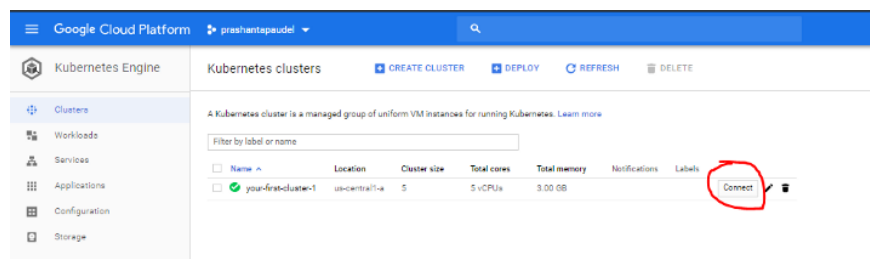 Google Cloud Platform prashantapaudel
Kubernetes Engine
Kubernetes clusters CREATE CLUSTER DEPLOY REFRESH DELETE
Clusters
Workloads
Services
Applications
Configuration
Storage
A Kubernetes cluster is a managed group of uniform VM instances for running Kubernetes. Learn more
Filter by label or name
Name Location Cluster size Total cores Total memory Notifications Labels
your-first-cluster-1 us-central1-a 5 5 vCPUs 3.00 GB Connect